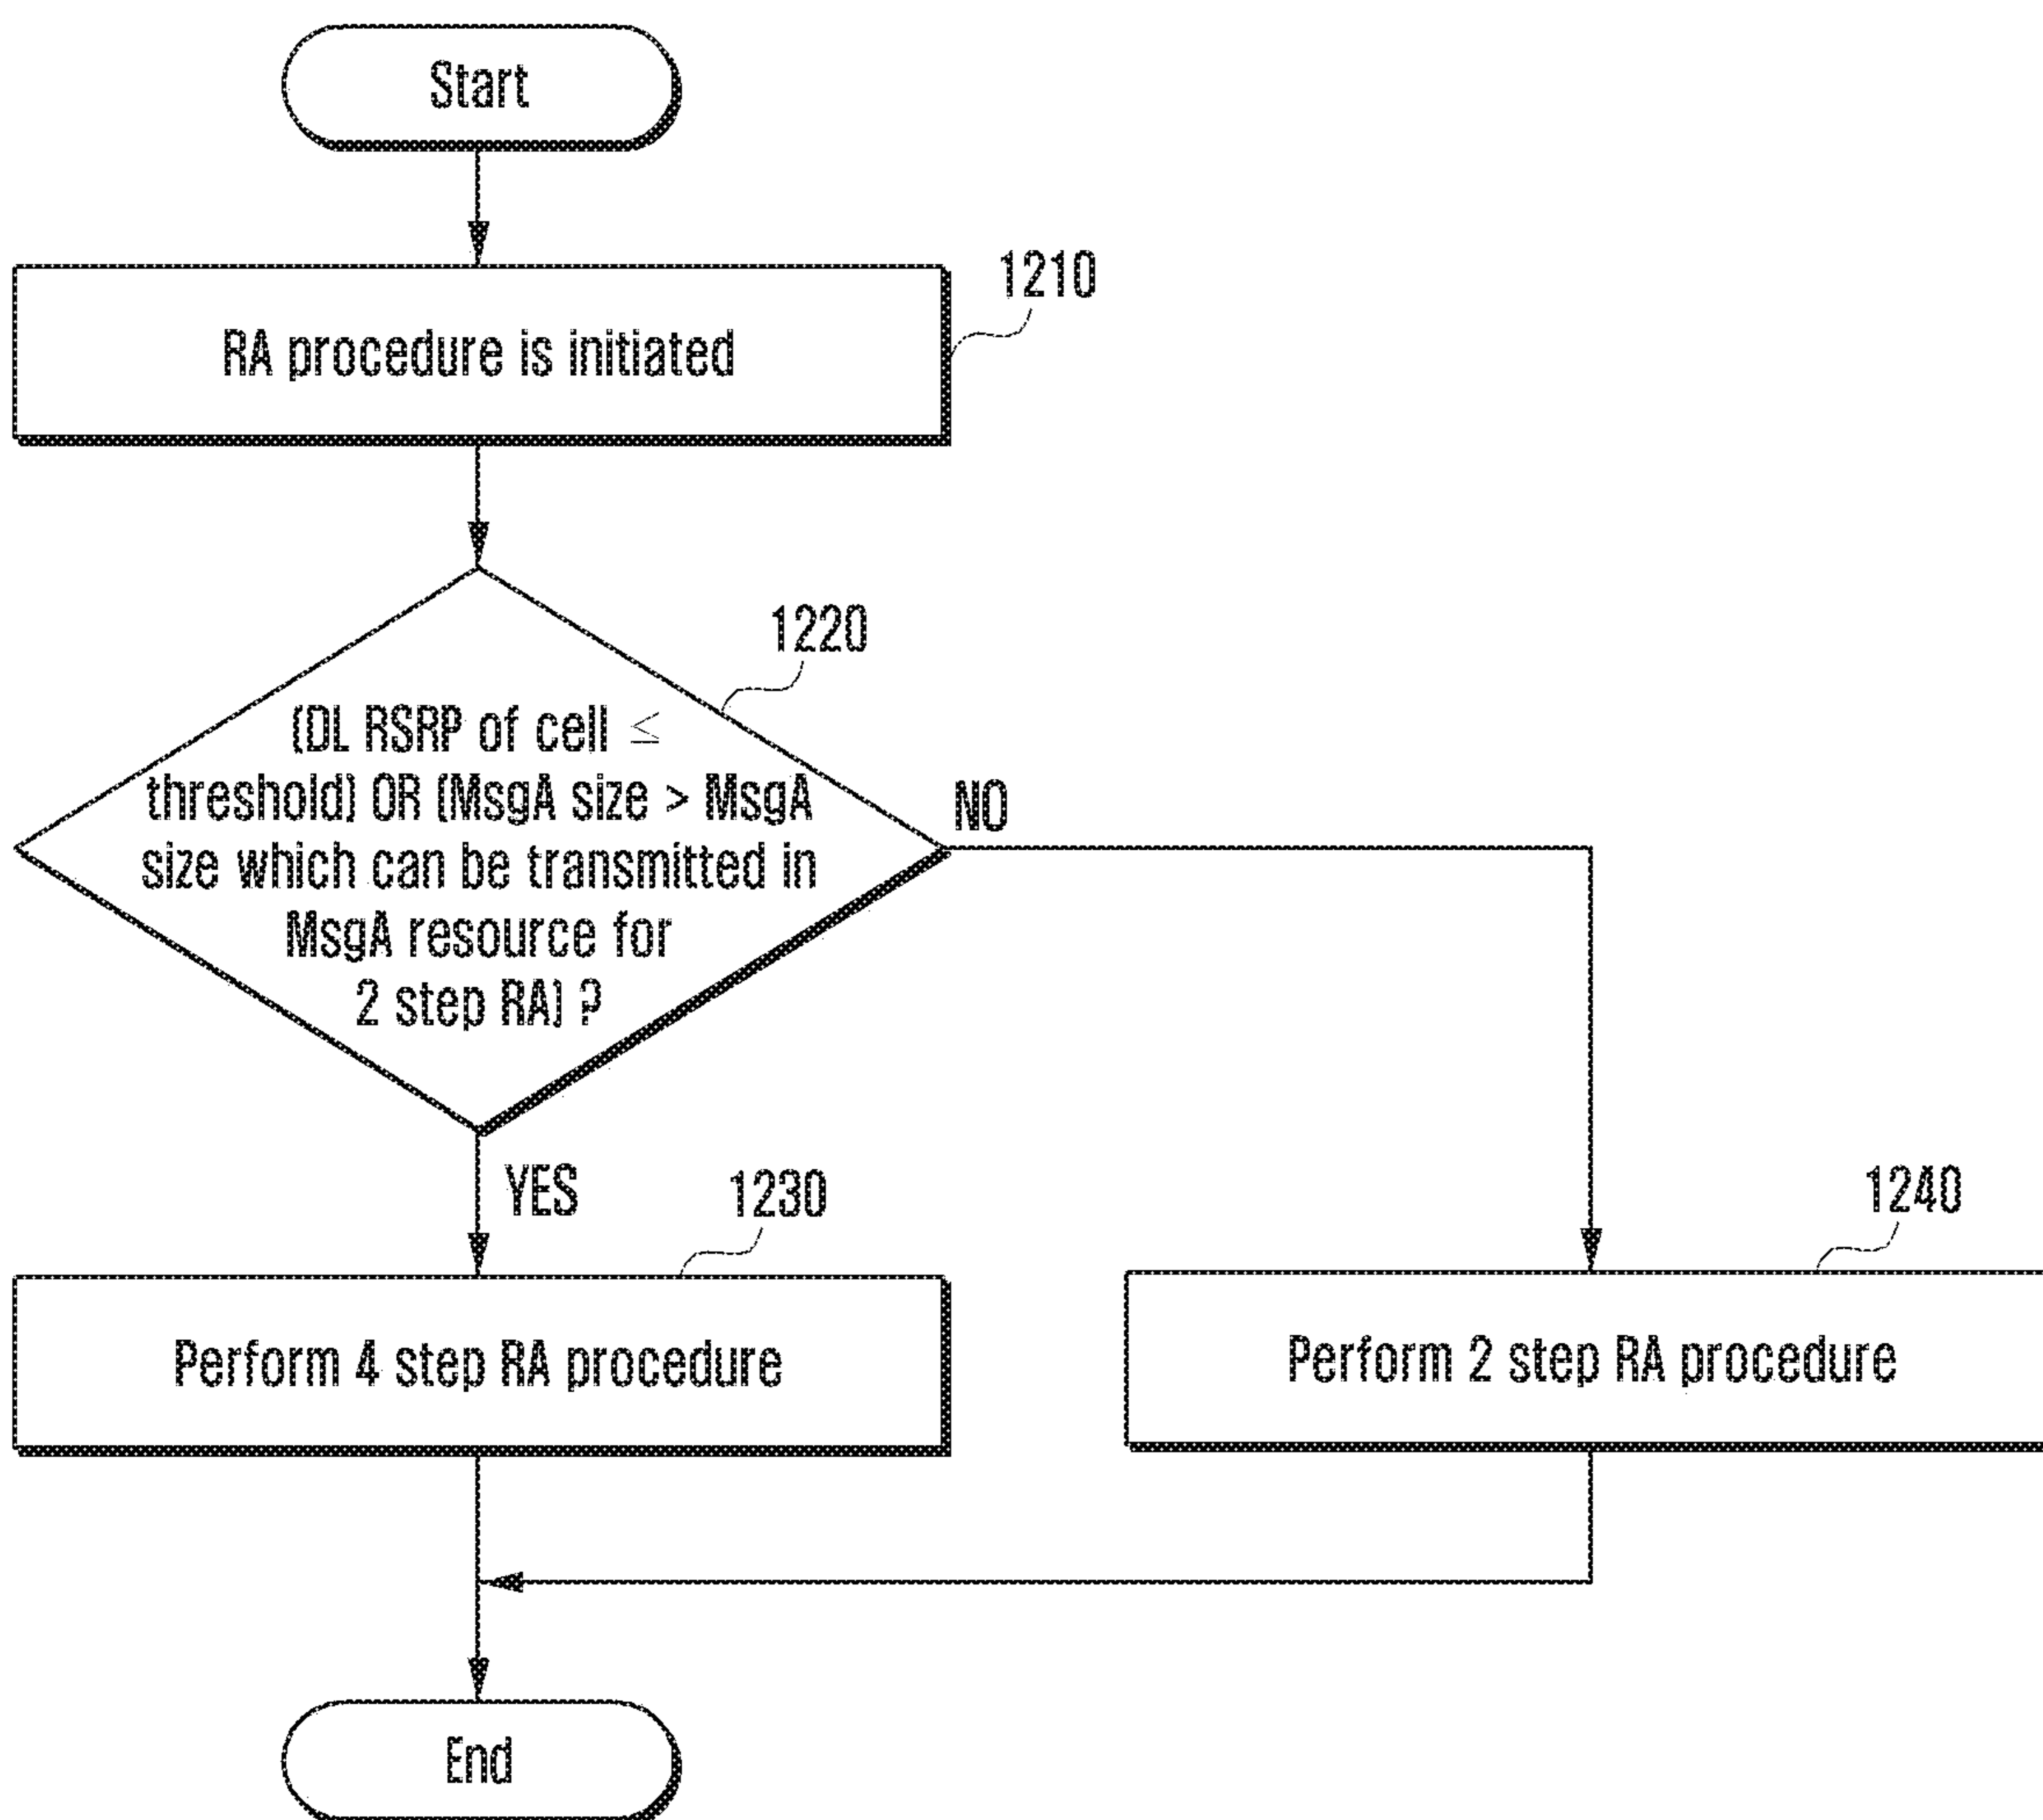 Start
1210
RA procedure is initiated
1220
(DL RSRP of cell ≤
threshold) OR (MsgA size > MsgA
size which can be transmitted in
MsgA resource for
2 step RA) ?
NO
YES
1230
1240
Perform 4 step RA procedure
Perform 2 step RA procedure
End